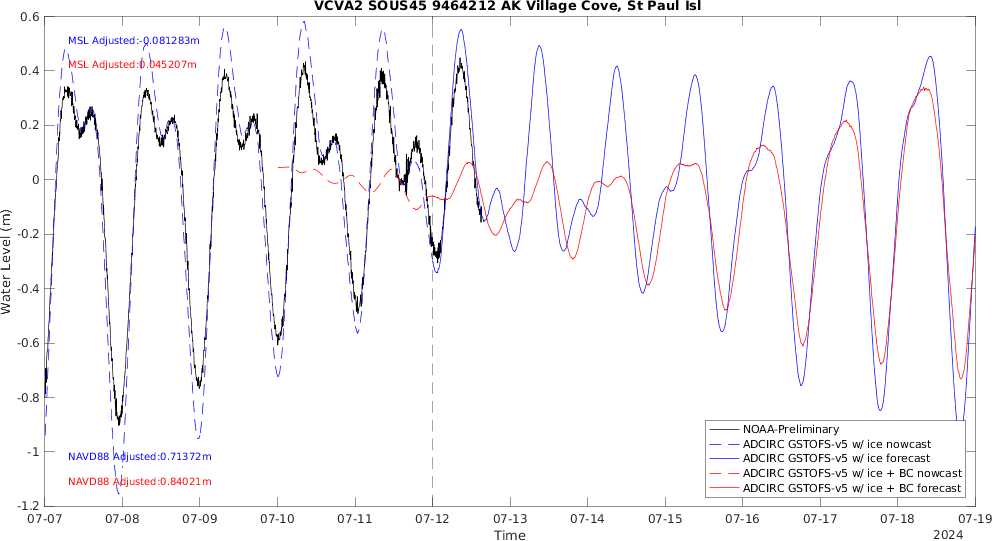 VCVA2 SOUS45 9464212 AK Village Cove, St Paul Isl
0.6
0.4
0.2
0
-0.2
-0.4
-0.6
-0.8
-1
-1.2
Water Level (m)
MSL Adjusted:-0.081283m
MSL Adjusted:0.045207m
NAVD88 Adjusted:0.71372m
NAVD88 Adjusted:0.84021m
NOAA-Preliminary
ADCIRC GSTOFS-v5 w/ ice nowcast
ADCIRC GSTOFS-v5 w/ ice forecast
ADCIRC GSTOFS-v5 w/ ice + BC nowcast
ADCIRC GSTOFS-v5 w/ ice + BC forecast
07-07 07-08 07-09 07-10 07-11 07-12 07-13 07-14 07-15 07-16 07-17 07-18 07-19
Time
2024